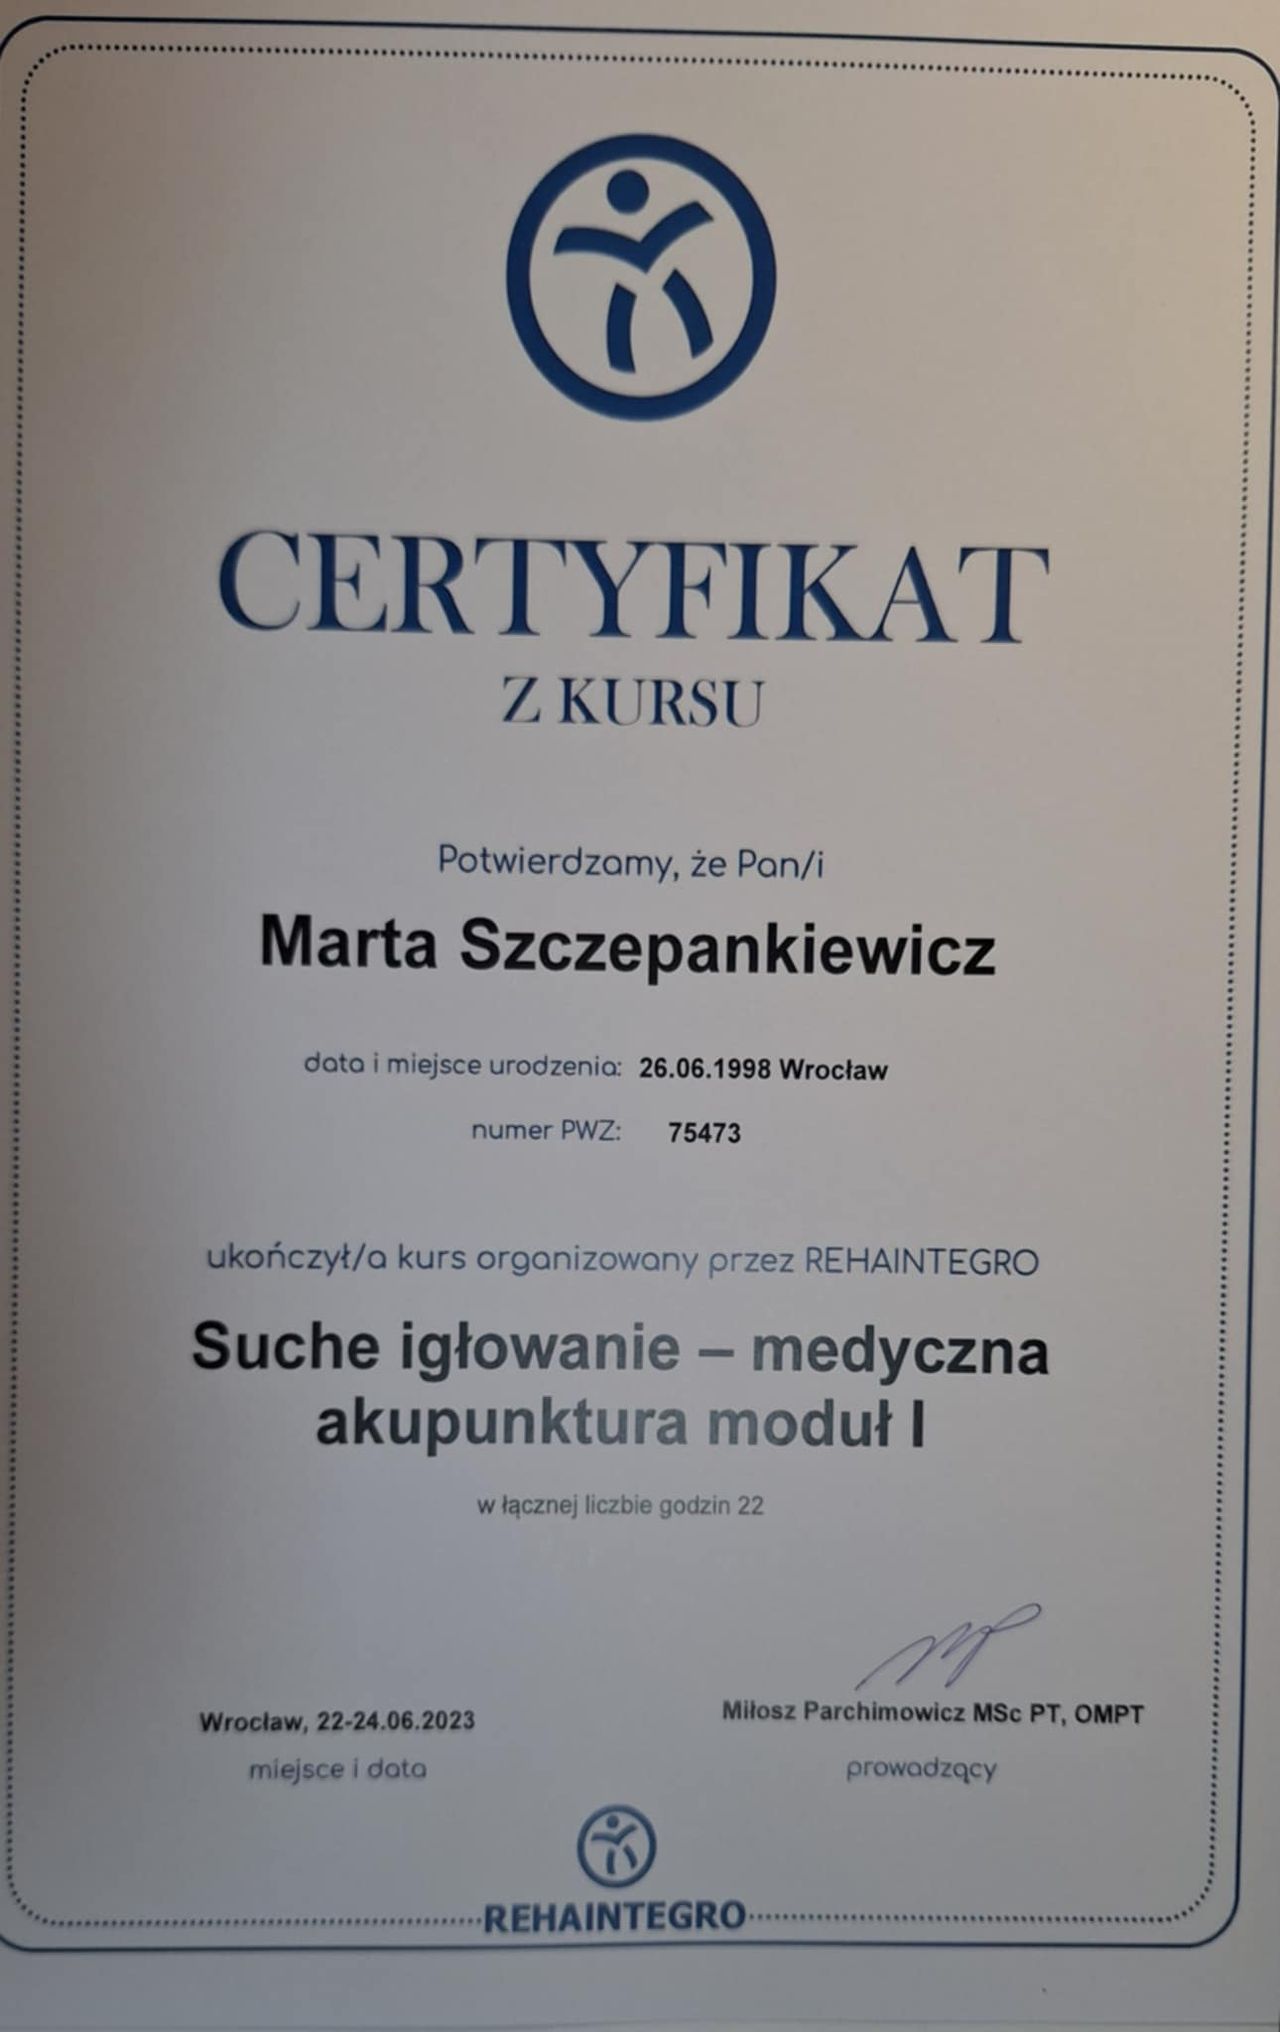 CERTYFIKAT
Z KURSU
Potwierdzamy, że Pan/i
Marta Szczepankiewicz
data i miejsce urodzenia: 26.06.1998 Wrocław
numer PWZ: 75473
ukończył/a kurs organizowany przez REHAINTEGRO
Suche igłowanie – medyczna
akupunktura moduł I
w łącznej liczbie godzin 22
Wrocław, 22-24.06.2023
miejsce i data
Miłosz Parchimowicz MSc PT, OMPT
prowadzący
REHAINTEGRO